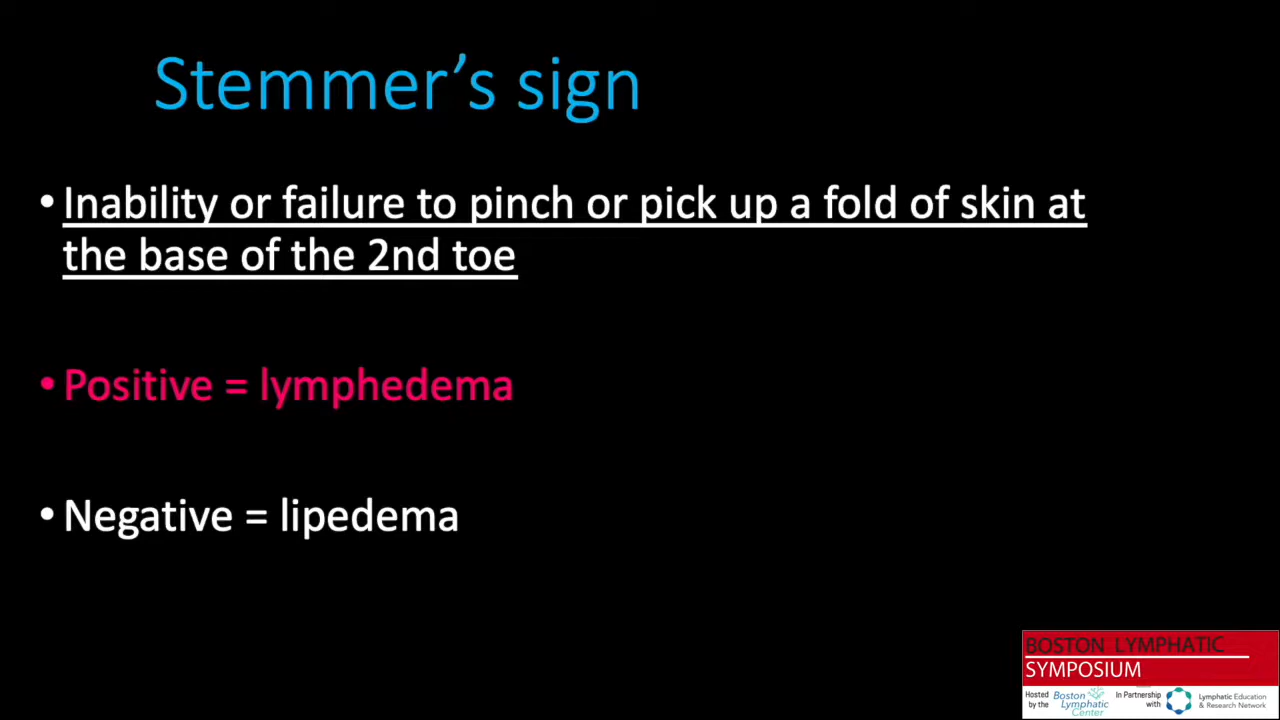 Stemmer’s sign
• Inability or failure to pinch or pick up a fold of skin at
the base of the 2nd toe
• Positive = lymphedema
• Negative = lipedema
BOSTON LYMPHATIC
SYMPOSIUM
Hosted
by the
Boston
Lymphatic
Center
In Partnership
with
Lymphatic Education
& Research Network